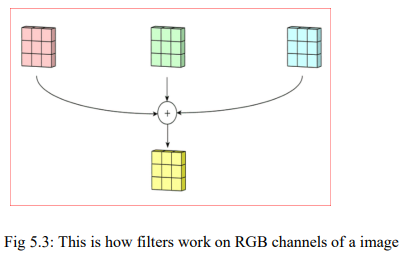 +
Fig 5.3: This is how filters work on RGB channels of a image